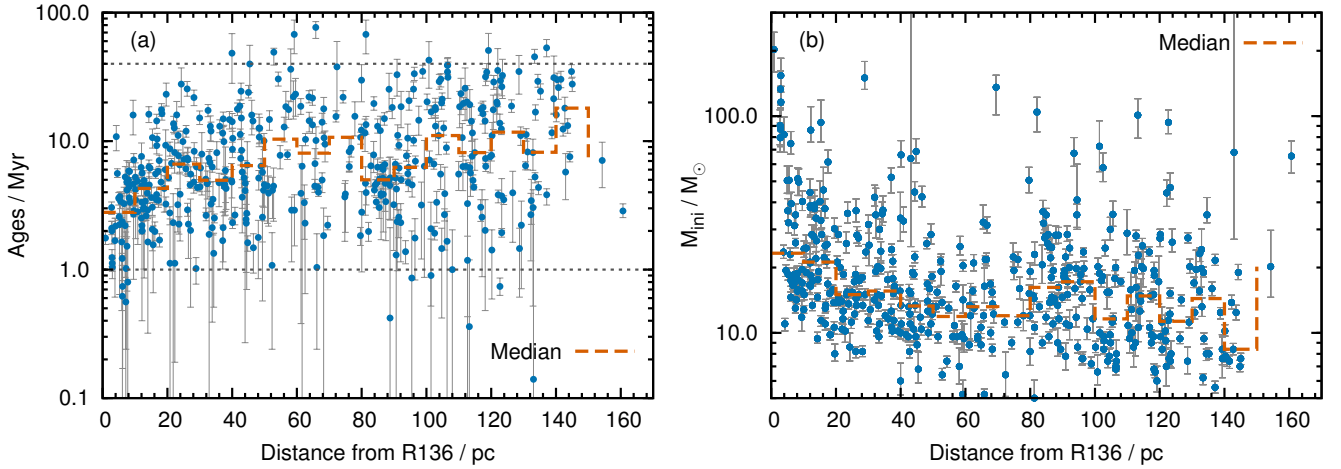 (a)
100.0
10.0
1.0
0.1
Ages / Myr
Median
0 20 40 60 80 100 120 140 160
Distance from R136 / pc
(b)
100.0
10.0
M_ini / M_☉
Median
0 20 40 60 80 100 120 140 160
Distance from R136 / pc